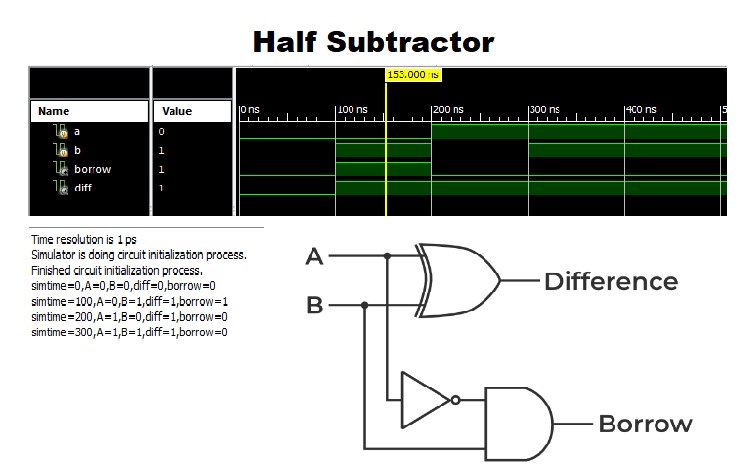 Half Subtractor
153.000 ns
Name Value 0 ns 100 ns 200 ns 300 ns 400 ns 5
a 0
b 1
borrow 1
diff 1
Time resolution is 1 ps
Simulator is doing circuit initialization process.
Finished circuit initialization process.
simtime=0,A=0,B=0,diff=0,borrow=0
simtime=100,A=0,B=1,diff=1,borrow=1
simtime=200,A=1,B=0,diff=1,borrow=0
simtime=300,A=1,B=1,diff=1,borrow=0
A
B
Difference
Borrow